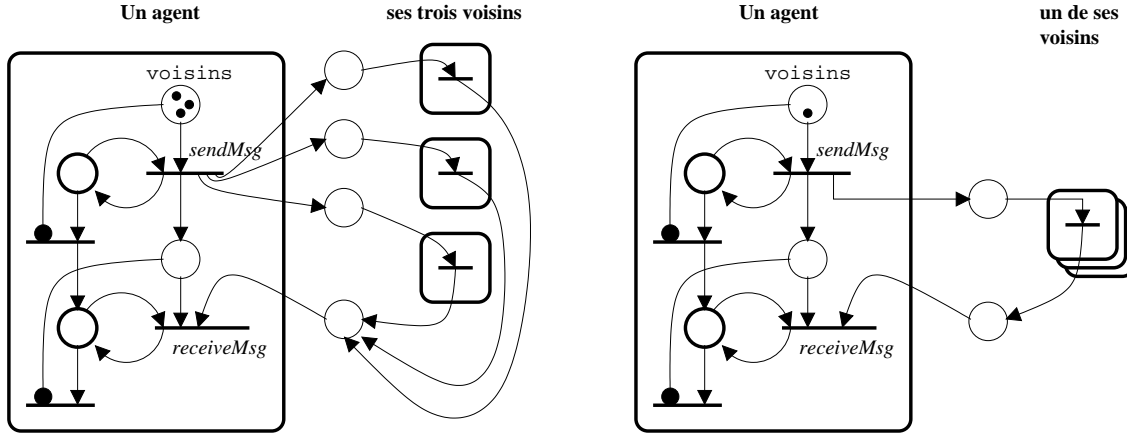 Un agent
ses trois voisins
voisins
sendMsg
receiveMsg
Un agent
un de ses
voisins
voisins
sendMsg
receiveMsg